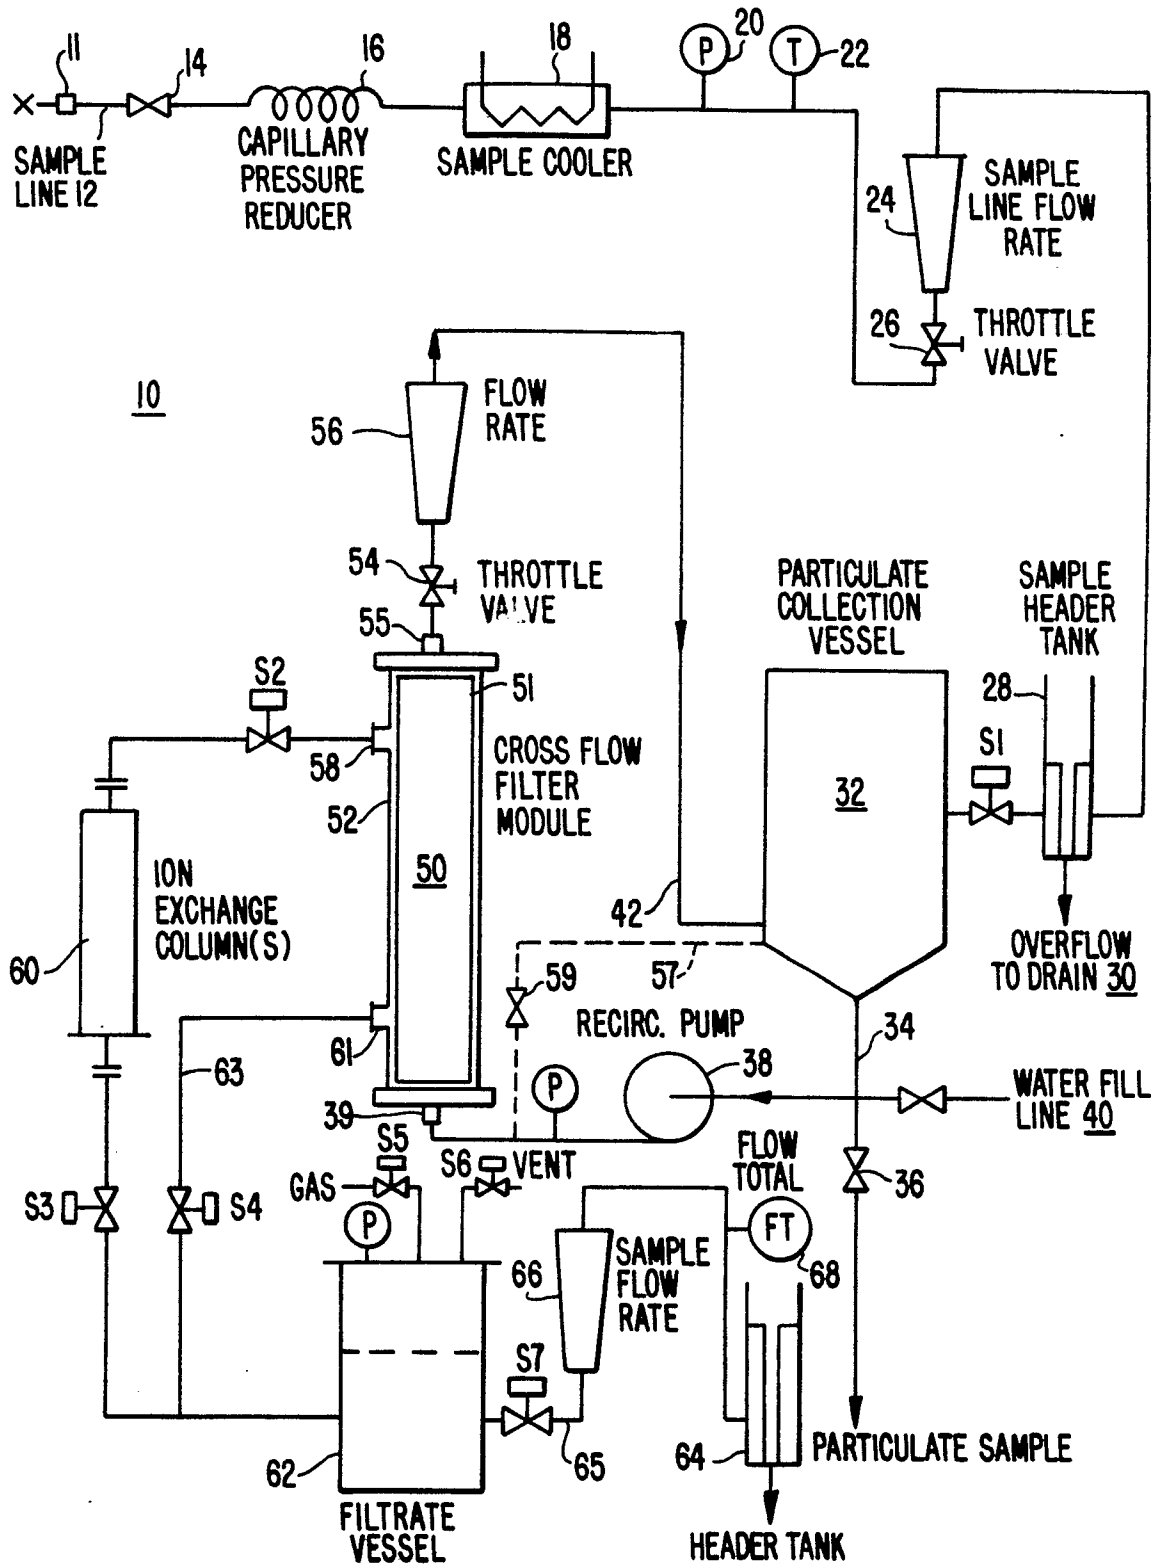 11
14
16
18
P
20
T
22
SAMPLE
LINE 12
CAPILLARY
PRESSURE
REDUCER
SAMPLE COOLER
24
SAMPLE
LINE FLOW
RATE
26
THROTTLE
VALVE
10
56
FLOW
RATE
54
THROTTLE
VALVE
55
PARTICULATE
COLLECTION
VESSEL
SAMPLE
HEADER
TANK
S2
51
28
58
CROSS FLOW
FILTER
MODULE
52
S1
32
50
ION
EXCHANGE
COLUMN(S)
60
42
57
59
OVERFLOW
TO DRAIN 30
61
63
RECIRC. PUMP
34
38
P
39
WATER FILL
LINE 40
S5
S6
VENT
GAS
FLOW
TOTAL
36
S3
S4
P
FT
68
66
SAMPLE
FLOW
RATE
S7
62
65
64
PARTICULATE SAMPLE
FILTRATE
VESSEL
HEADER TANK